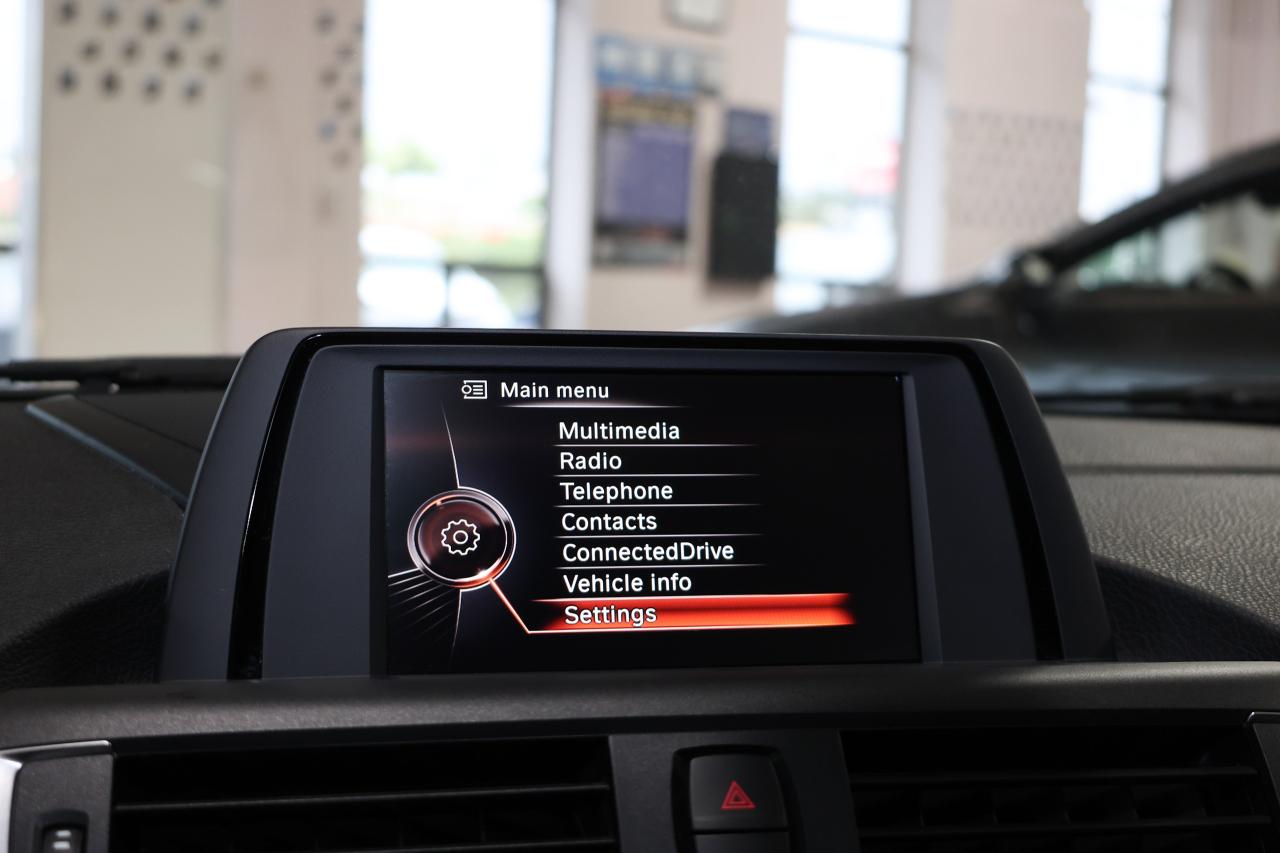 Main menu
Multimedia
Radio
Telephone
Contacts
ConnectedDrive
Vehicle info
Settings